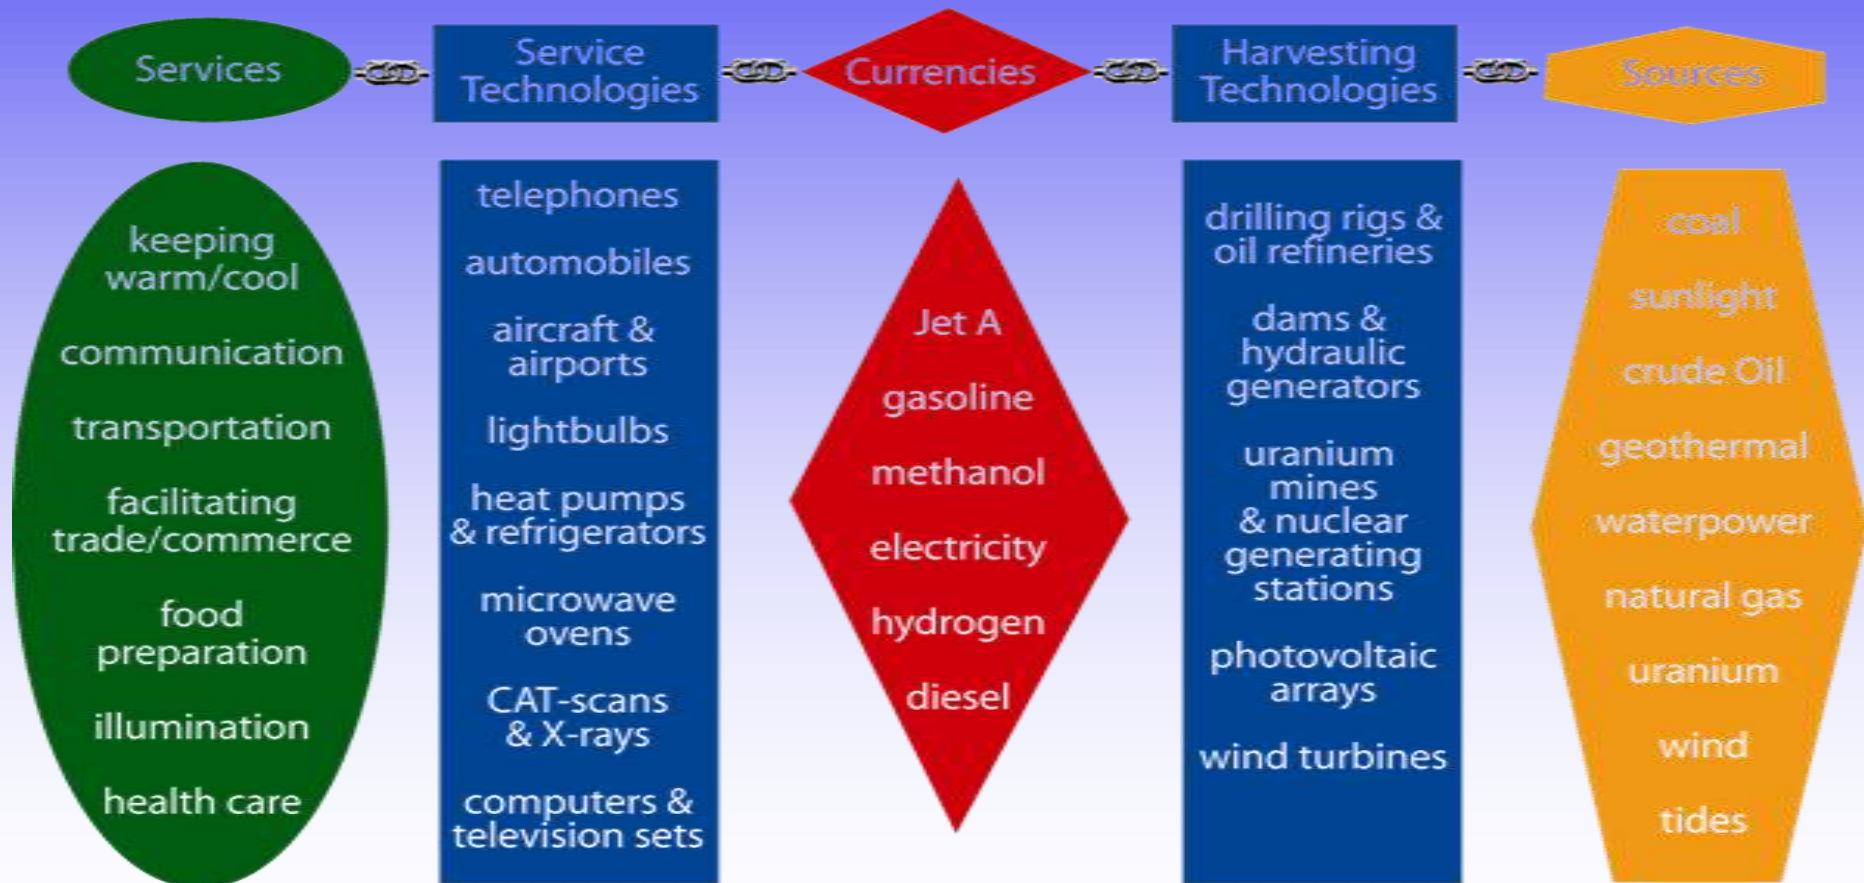 Services
Service
Technologies
Currencies
Harvesting
Technologies
Sources
keeping
warm/cool
communication
transportation
facilitating
trade/commerce
food
preparation
illumination
health care
telephones
automobiles
aircraft &
airports
lightbulbs
heat pumps
& refrigerators
microwave
ovens
CAT-scans
& X-rays
computers &
television sets
Jet A
gasoline
methanol
electricity
hydrogen
diesel
drilling rigs &
oil refineries
dams &
hydraulic
generators
uranium
mines
& nuclear
generating
stations
photovoltaic
arrays
wind turbines
coal
sunlight
crude Oil
geothermal
waterpower
natural gas
uranium
wind
tides